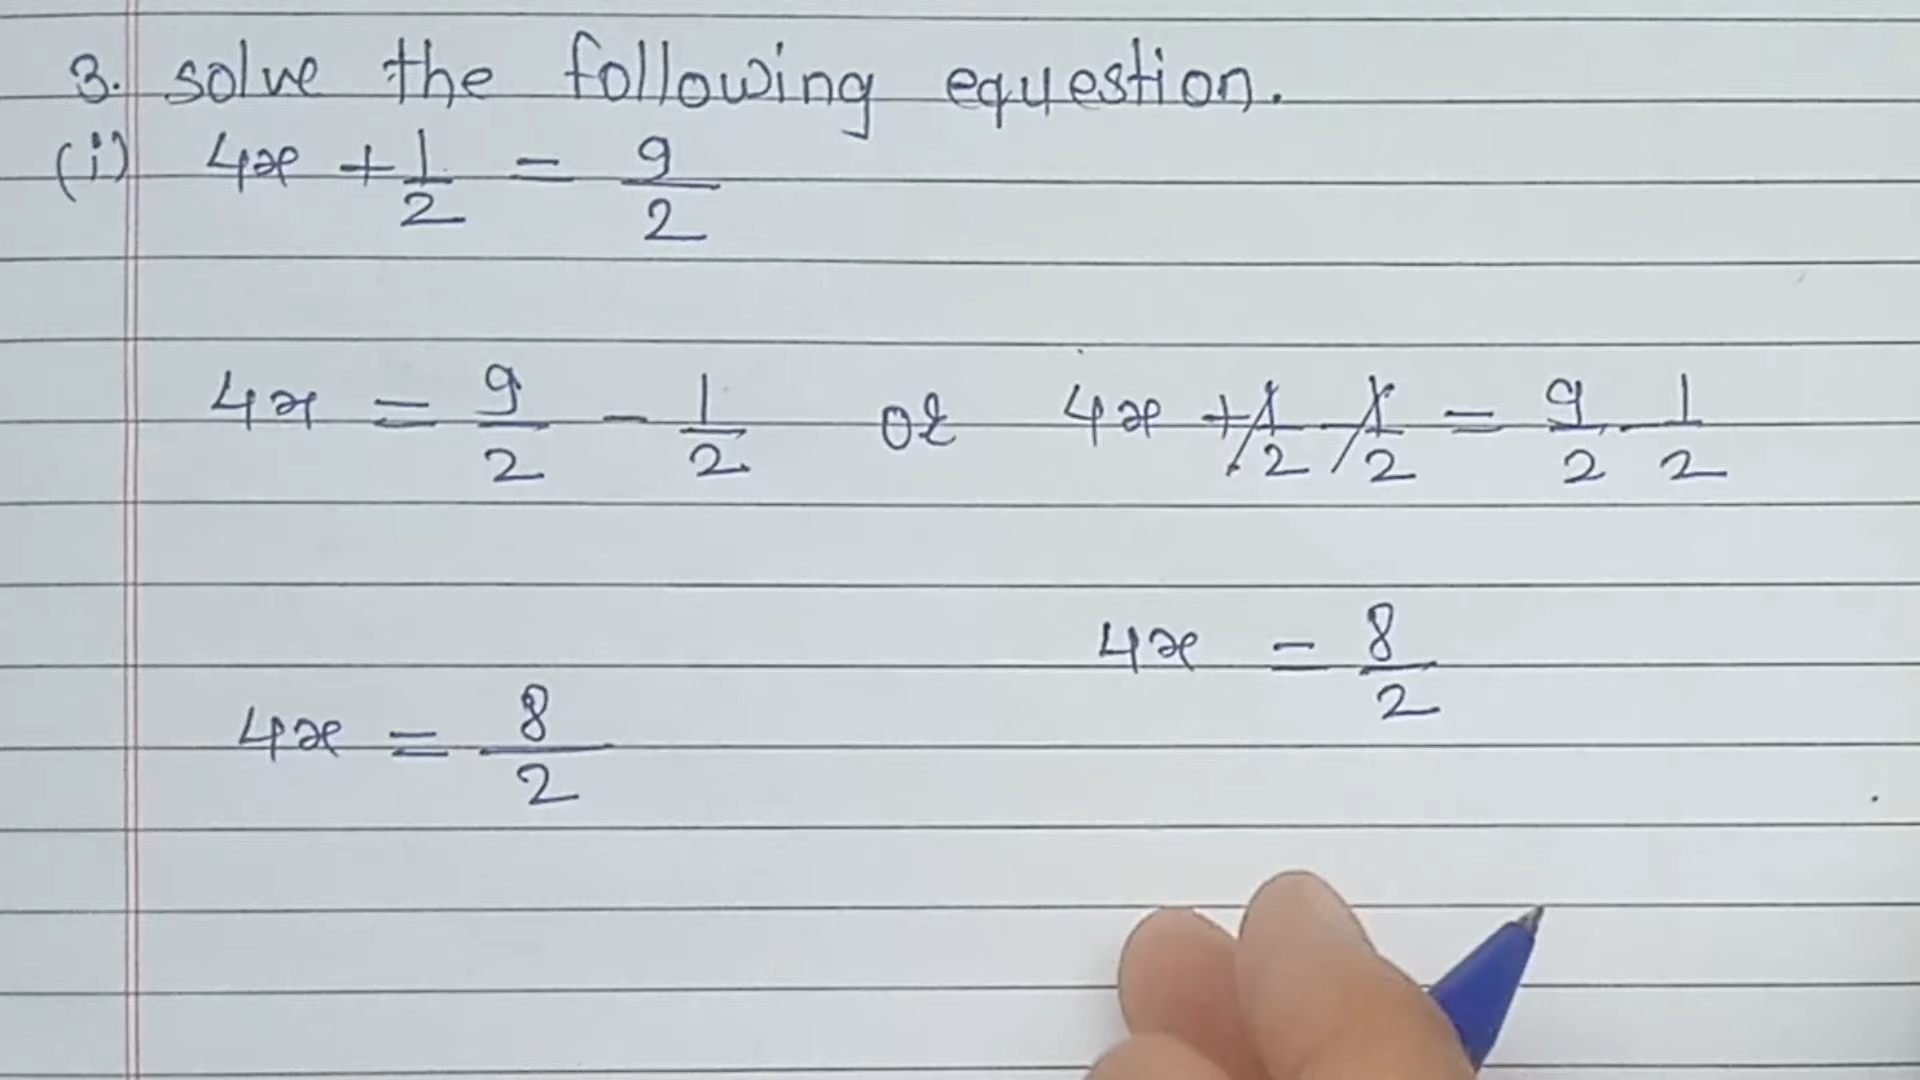 3. solve the following equestion.
(i) 4x + 1/2 = 9/2
4x = 9/2 - 1/2 or 4x + 1/2 - 1/2 = 9/2 - 1/2
4x = 8/2
4x = 8/2